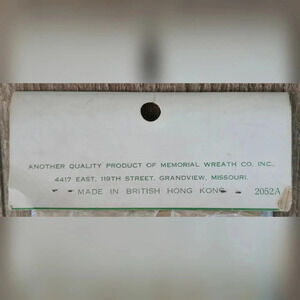 ANOTHER QUALITY PRODUCT OF MEMORIAL WREATH CO, INC.,
4417 EAST, 119TH STREET, GRANDVIEW, MISSOURI.
MADE IN BRITISH HONG KONG 2052A